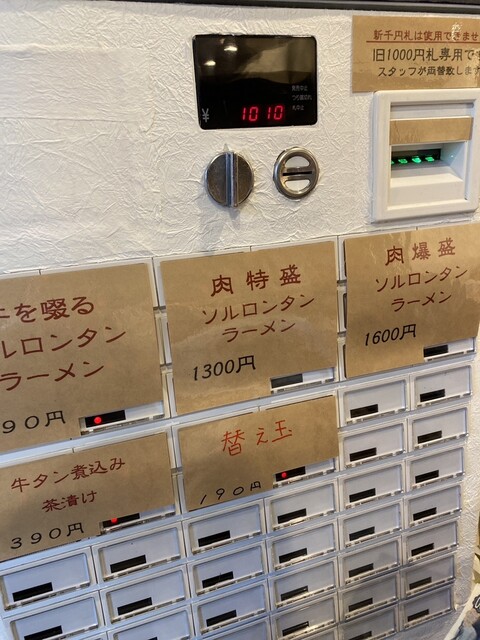 新千円札は使用できませ
旧1000円札専用で
スタッフが両替致します
¥ 1010
牛を啜る
ルロンタン
ラーメン
90円
肉特盛
ソルロンタン
ラーメン
1300円
肉爆盛
ソルロンタン
ラーメン
1600円
牛タン煮込み
茶漬け
390円
替え玉
190円